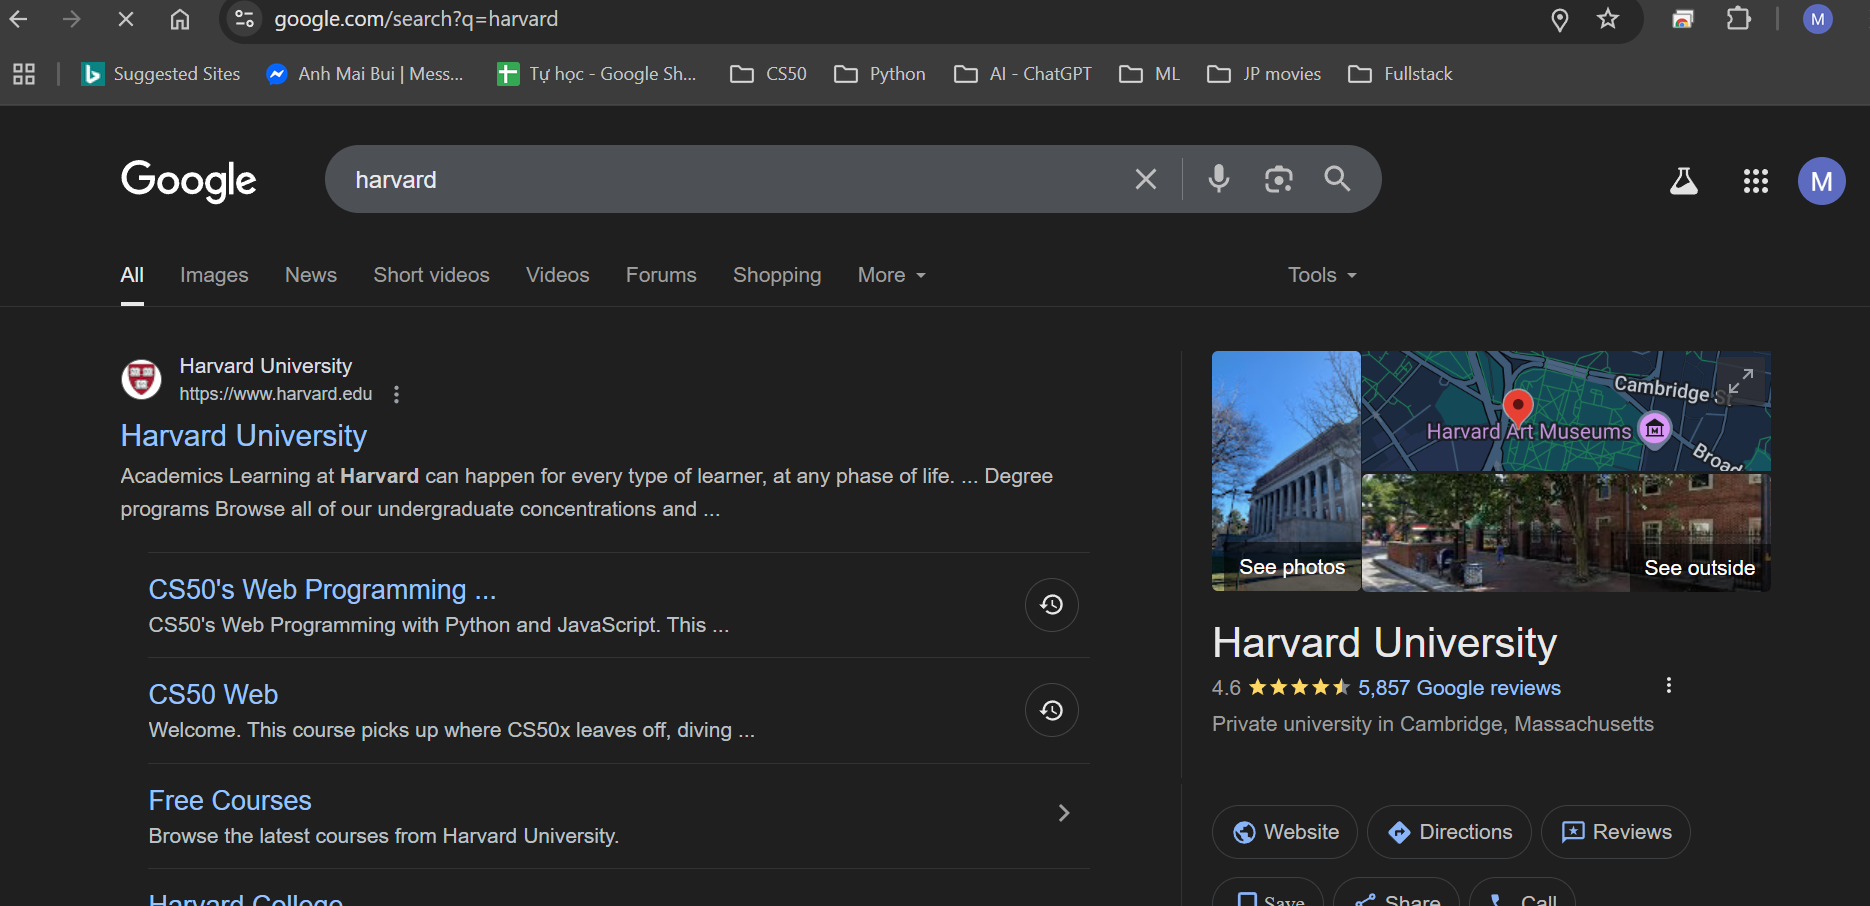 google.com/search?q=harvard
M
Suggested Sites
Anh Mai Bui | Mess...
Tự học - Google Sh...
CS50
Python
AI - ChatGPT
ML
JP movies
Fullstack
Google
harvard
M
All
Images
News
Short videos
Videos
Forums
Shopping
More
Tools
Harvard University
https://www.harvard.edu
Harvard University
Academics Learning at Harvard can happen for every type of learner, at any phase of life. ... Degree
programs Browse all of our undergraduate concentrations and ...
CS50's Web Programming ...
CS50's Web Programming with Python and JavaScript. This ...
CS50 Web
Welcome. This course picks up where CS50x leaves off, diving ...
Free Courses
Browse the latest courses from Harvard University.
Harvard College
See photos
Cambridge St
Harvard Art Museums
Broad
See outside
Harvard University
4.6
5,857 Google reviews
Private university in Cambridge, Massachusetts
Website
Directions
Reviews
Save
Share
Call